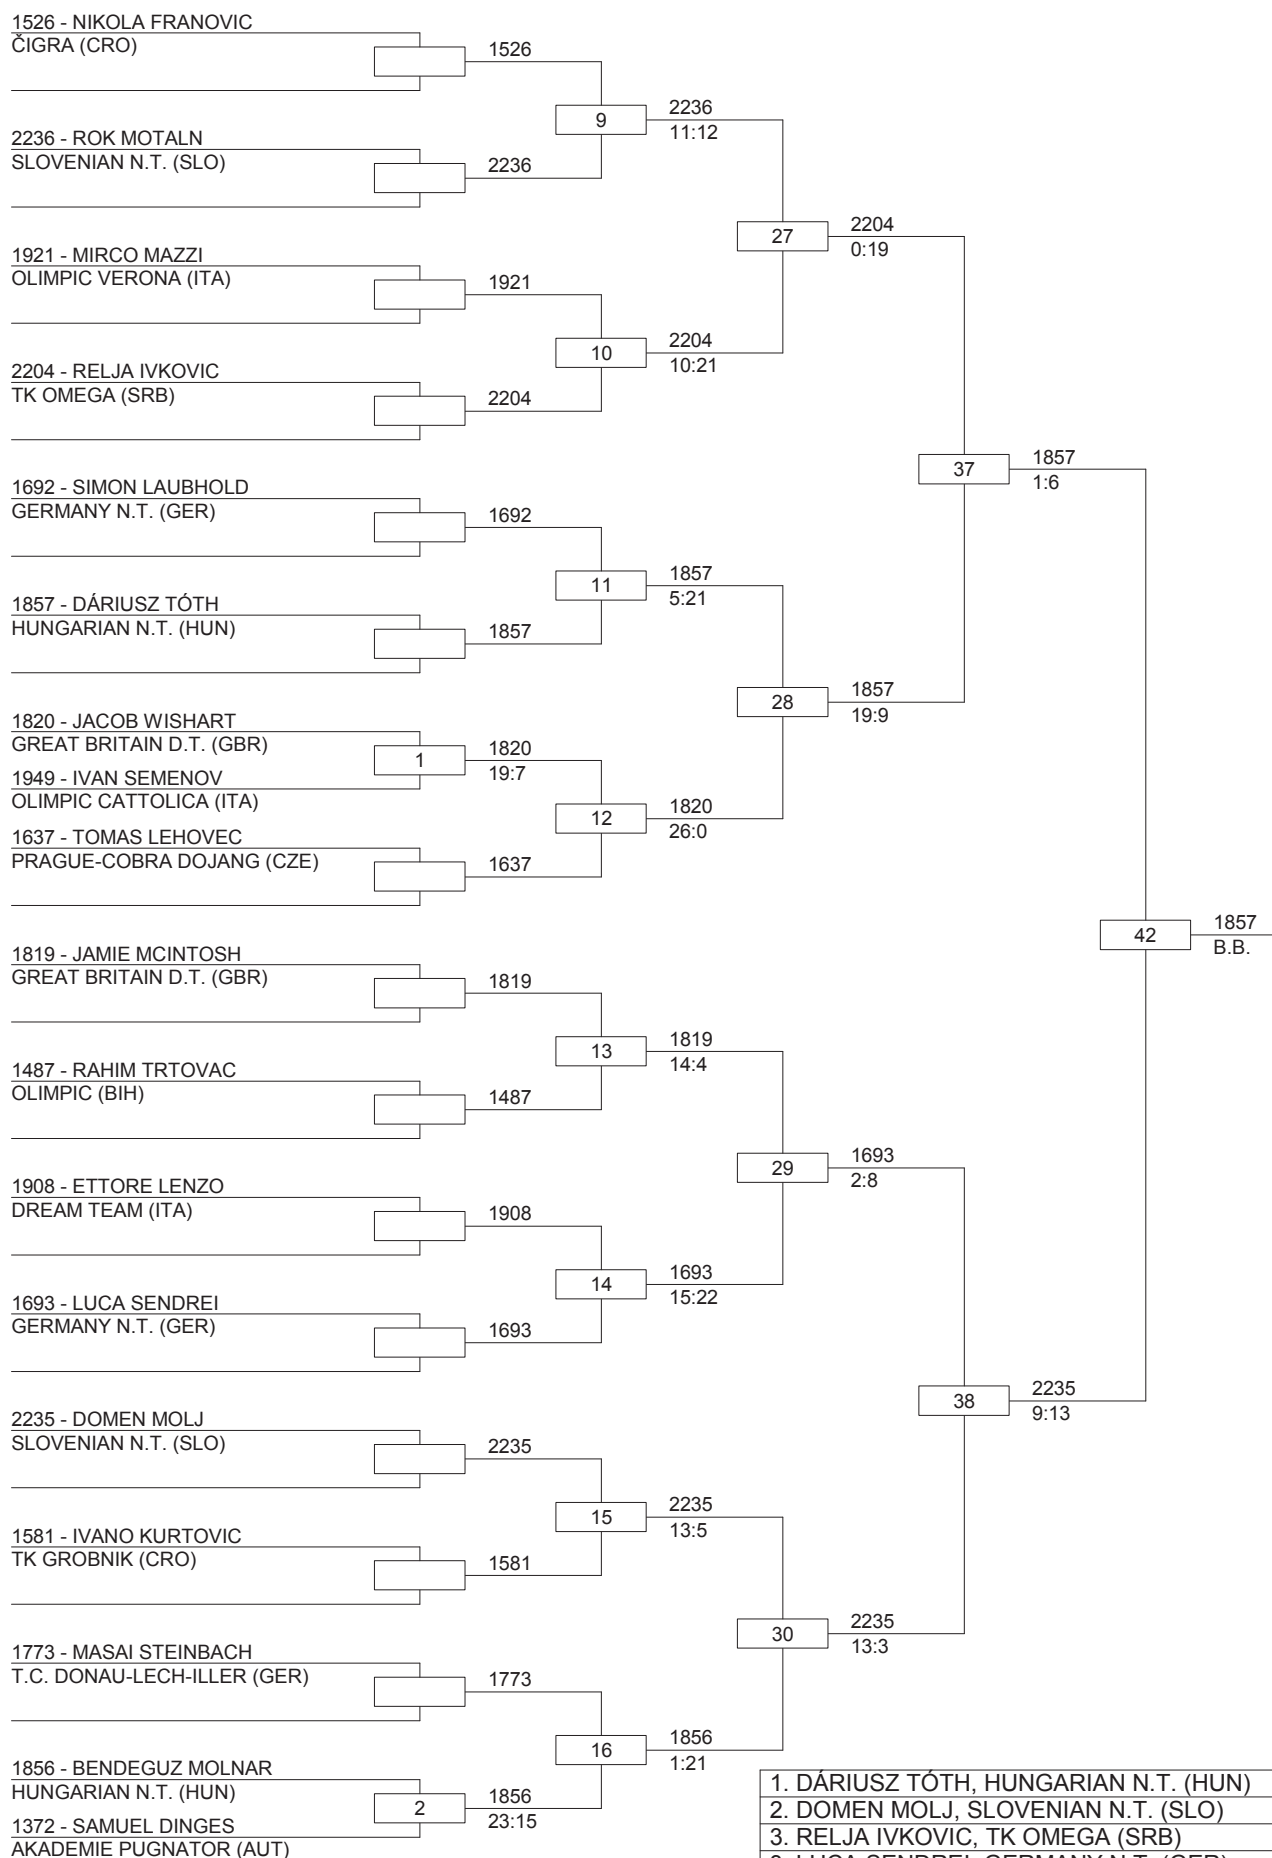 1526 - NIKOLA FRANOVIC
ČIGRA (CRO)
1526
9
2236
11:12
2236 - ROK MOTALN
SLOVENIAN N.T. (SLO)
2236
27
2204
0:19
1921 - MIRCO MAZZI
OLIMPIC VERONA (ITA)
1921
10
2204
10:21
2204 - RELJA IVKOVIC
TK OMEGA (SRB)
2204
37
1857
1:6
1692 - SIMON LAUBHOLD
GERMANY N.T. (GER)
1692
11
1857
5:21
1857 - DÁRIUSZ TÓTH
HUNGARIAN N.T. (HUN)
1857
28
1857
19:9
1820 - JACOB WISHART
GREAT BRITAIN D.T. (GBR)
1
1820
19:7
1949 - IVAN SEMENOV
OLIMPIC CATTOLICA (ITA)
12
1820
26:0
1637 - TOMAS LEHOVEC
PRAGUE-COBRA DOJANG (CZE)
1637
42
1857
B.B.
1819 - JAMIE MCINTOSH
GREAT BRITAIN D.T. (GBR)
1819
13
1819
14:4
1487 - RAHIM TRTOVAC
OLIMPIC (BIH)
1487
29
1693
2:8
1908 - ETTORE LENZO
DREAM TEAM (ITA)
1908
14
1693
15:22
1693 - LUCA SENDREI
GERMANY N.T. (GER)
1693
38
2235
9:13
2235 - DOMEN MOLJ
SLOVENIAN N.T. (SLO)
2235
15
2235
13:5
1581 - IVANO KURTOVIC
TK GROBNIK (CRO)
1581
30
2235
13:3
1773 - MASAI STEINBACH
T.C. DONAU-LECH-ILLER (GER)
1773
16
1856
1:21
1856 - BENDEGUZ MOLNAR
HUNGARIAN N.T. (HUN)
2
1856
23:15
1372 - SAMUEL DINGES
AKADEMIE PUGNATOR (AUT)
1. DÁRIUSZ TÓTH, HUNGARIAN N.T. (HUN)
2. DOMEN MOLJ, SLOVENIAN N.T. (SLO)
3. RELJA IVKOVIC, TK OMEGA (SRB)
3. LUCA SENDREI, GERMANY N.T. (GER)